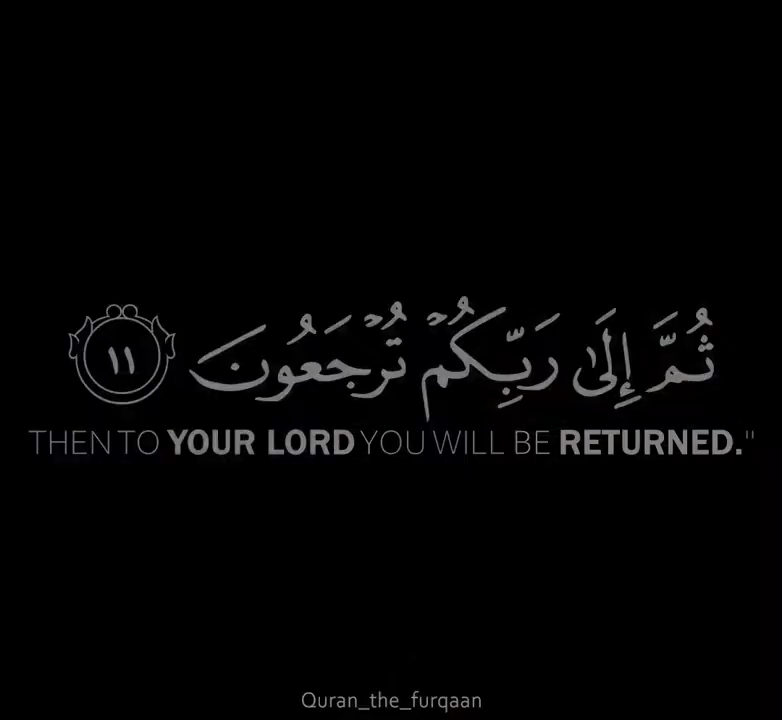 ثُمَّ إِلَىٰ رَبِّكُمۡ تُرۡجَعُونَ ١١
THEN TO YOUR LORD YOU WILL BE RETURNED."
Quran_the_furqaan